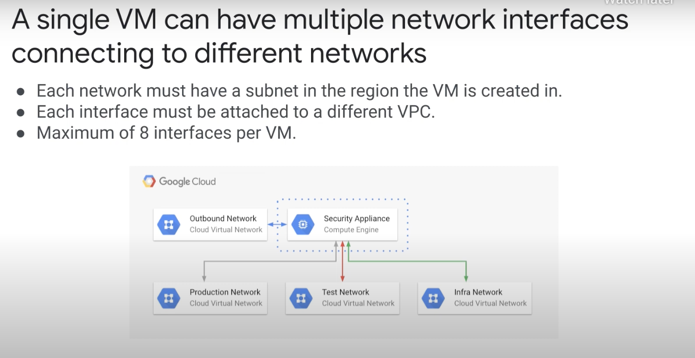 Watch later
A single VM can have multiple network interfaces
connecting to different networks
● Each network must have a subnet in the region the VM is created in.
● Each interface must be attached to a different VPC.
● Maximum of 8 interfaces per VM.
Google Cloud
Outbound Network
Cloud Virtual Network
Security Appliance
Compute Engine
Production Network
Cloud Virtual Network
Test Network
Cloud Virtual Network
Infra Network
Cloud Virtual Network